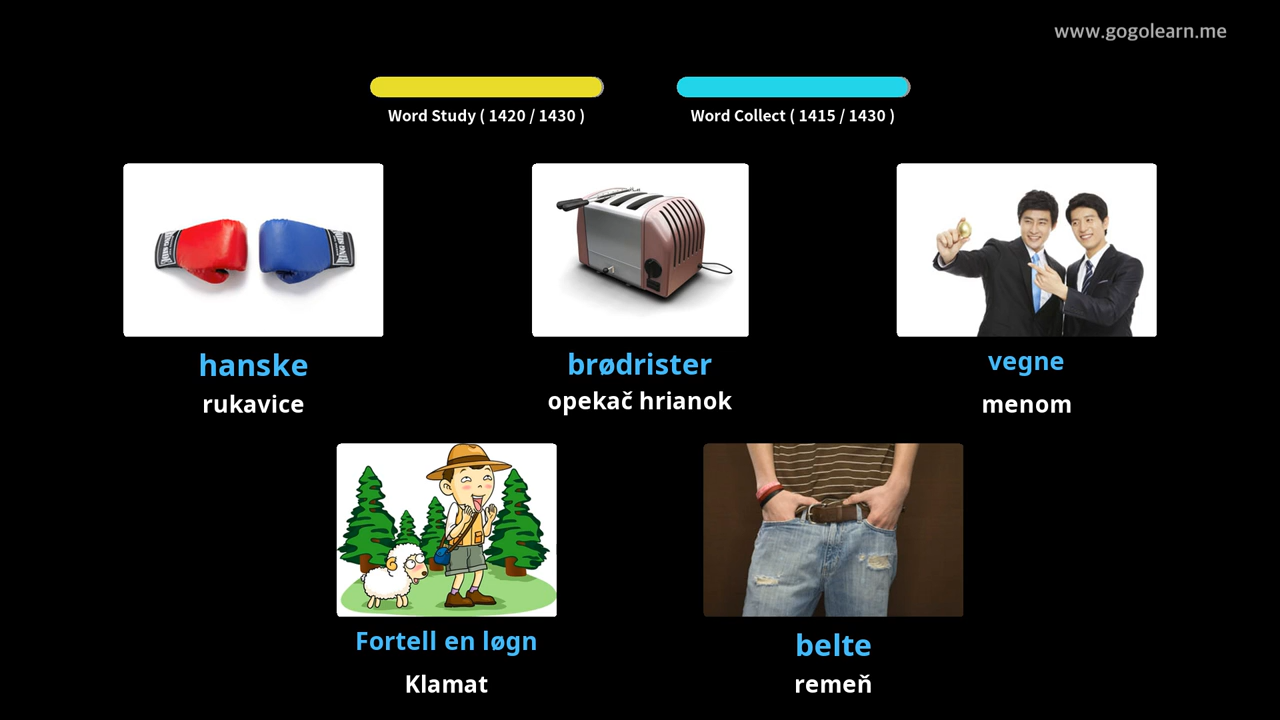 www.gogolearn.me
Word Study ( 1420 / 1430 )
Word Collect ( 1415 / 1430 )
hanske
brødrister
vegne
rukavice
opekač hrianok
menom
Fortell en løgn
belte
Klamat
remeň